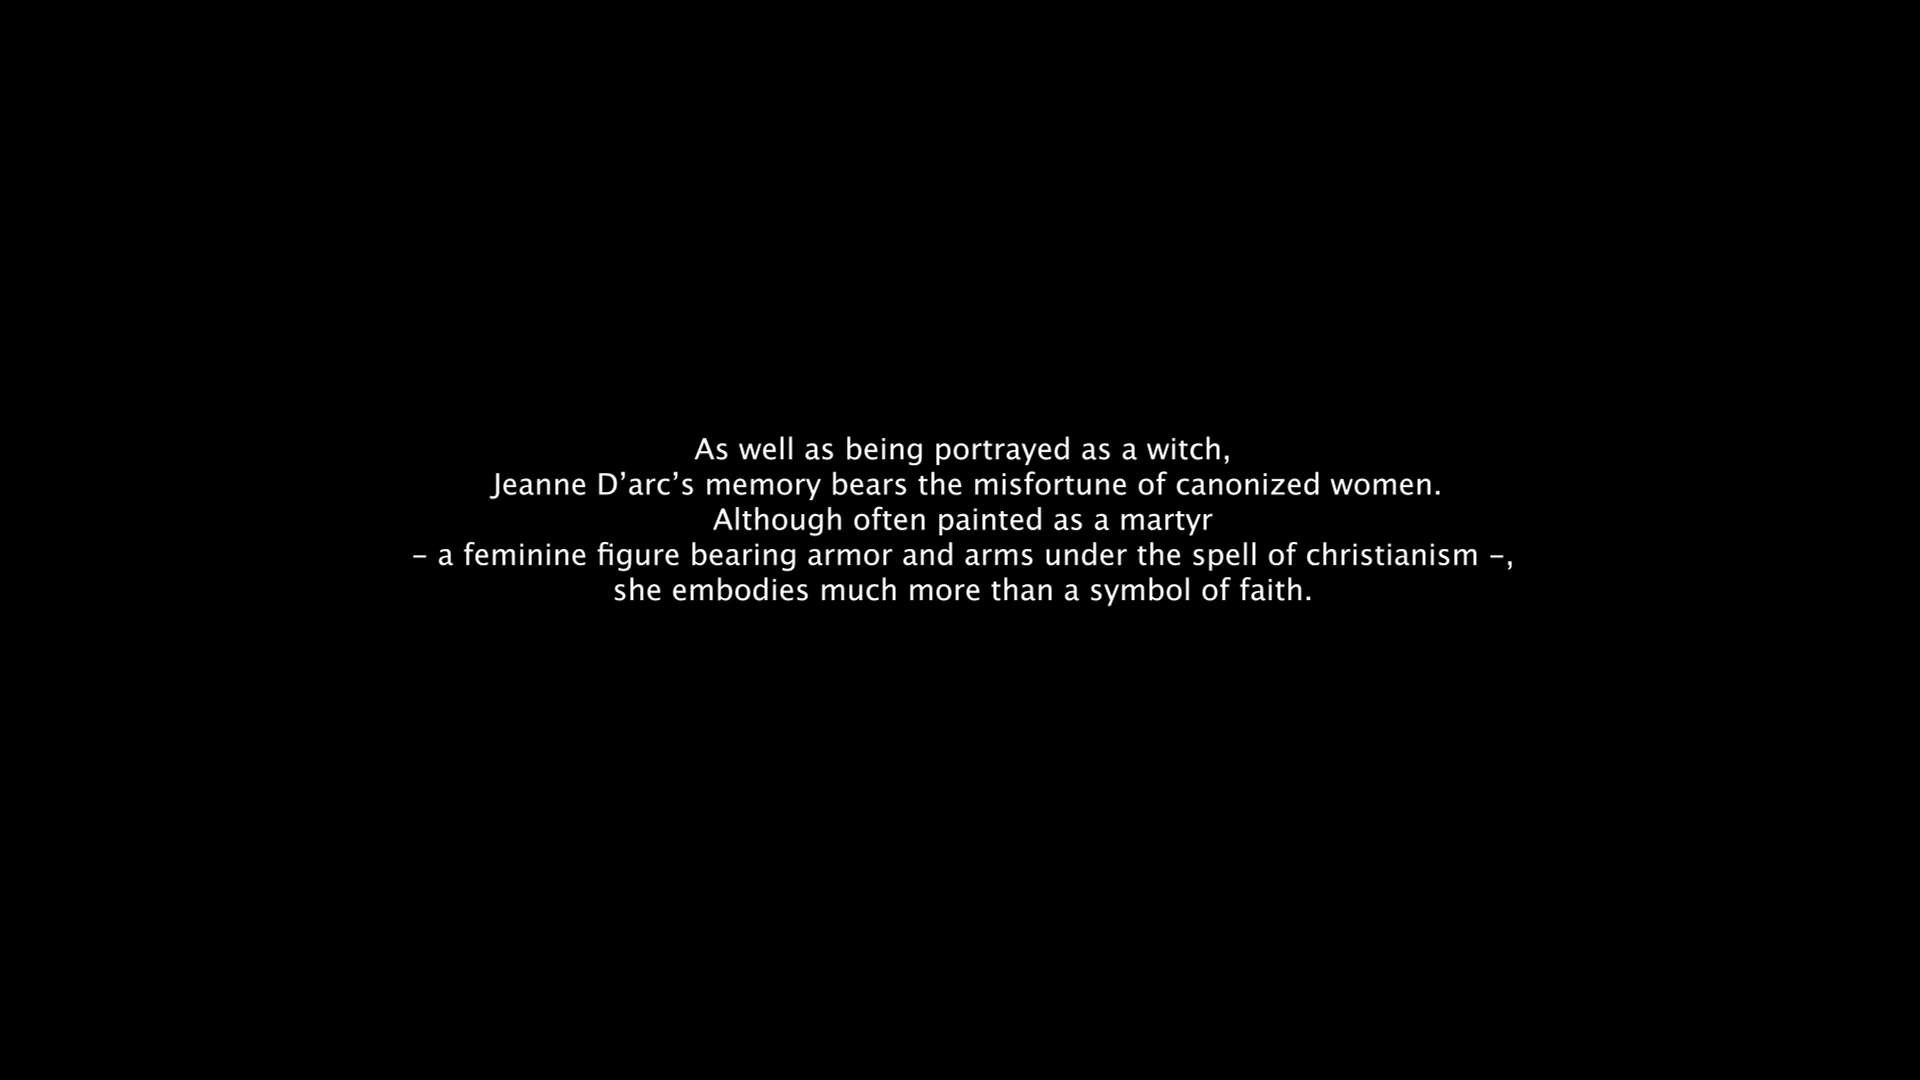 As well as being portrayed as a witch,
Jeanne D’arc’s memory bears the misfortune of canonized women.
Although often painted as a martyr
– a feminine figure bearing armor and arms under the spell of christianism –,
she embodies much more than a symbol of faith.